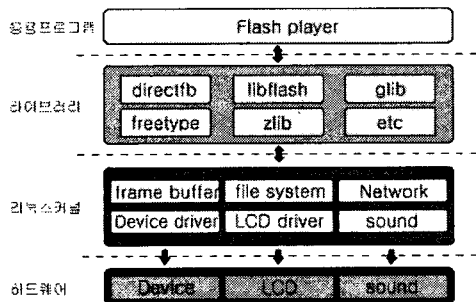 응용프로그램
Flash player
라이브러리
directfb libflash glib
freetype zlib etc
리눅스커널
frame buffer file system Network
Device driver LCD driver sound
하드웨어
Device LCD sound